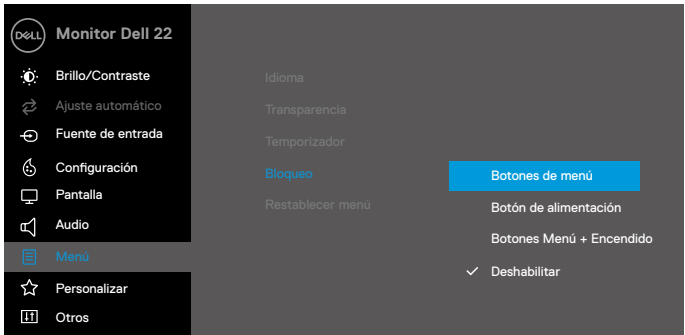 DELL
Monitor Dell 22
Brillo/Contraste
Ajuste automático
Fuente de entrada
Configuración
Pantalla
Audio
Menú
Personalizar
Otros
Idioma
Transparencia
Temporizador
Bloqueo
Restablecer menú
Botones de menú
Botón de alimentación
Botones Menú + Encendido
Deshabilitar